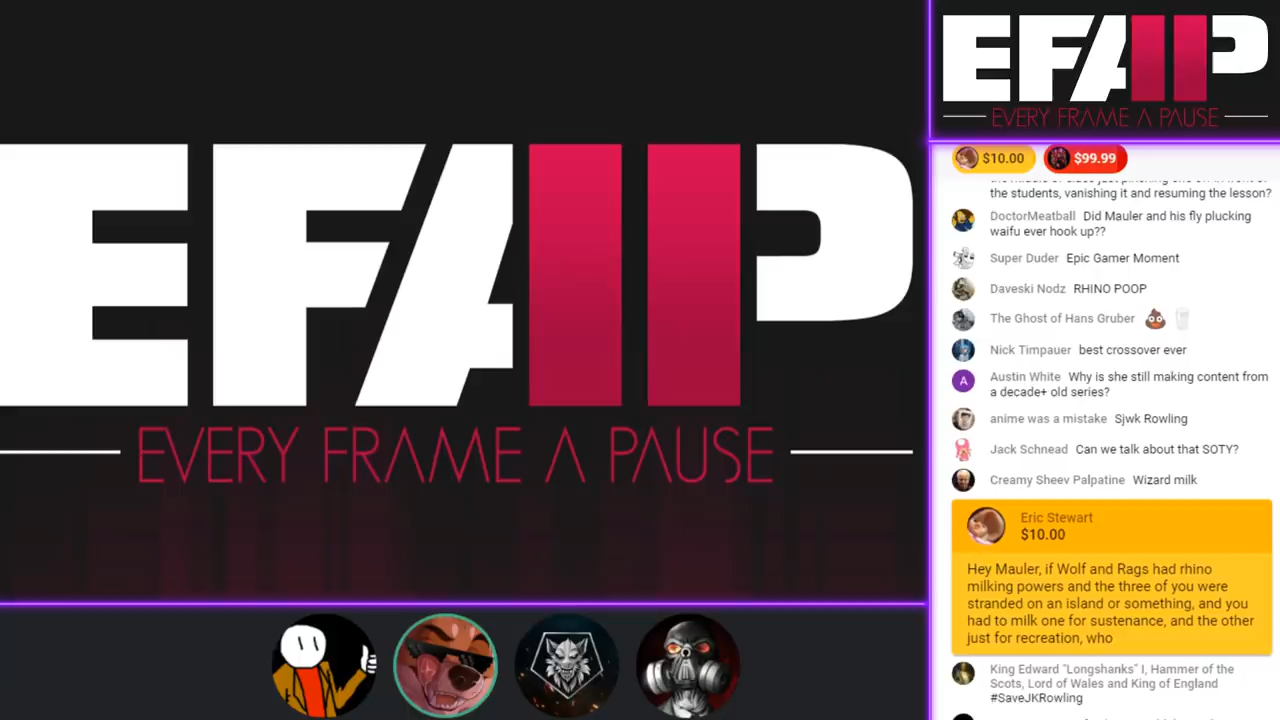 EFAP
EVERY FRAME A PAUSE
EFAP
EVERY FRAME A PAUSE
$10.00
$99.99
the students, vanishing it and resuming the lesson?
DoctorMeatball Did Mauler and his fly plucking
waifu ever hook up??
Super Duder Epic Gamer Moment
Daveski Nodz RHINO POOP
The Ghost of Hans Gruber
Nick Timpauer best crossover ever
A
Austin White Why is she still making content from
a decade+ old series?
anime was a mistake Sjwk Rowling
Jack Schnead Can we talk about that SOTY?
Creamy Sheev Palpatine Wizard milk
Eric Stewart
$10.00
Hey Mauler, if Wolf and Rags had rhino
milking powers and the three of you were
stranded on an island or something, and you
had to milk one for sustenance, and the other
just for recreation, who
King Edward "Longshanks" I, Hammer of the
Scots, Lord of Wales and King of England
#SaveJKRowling